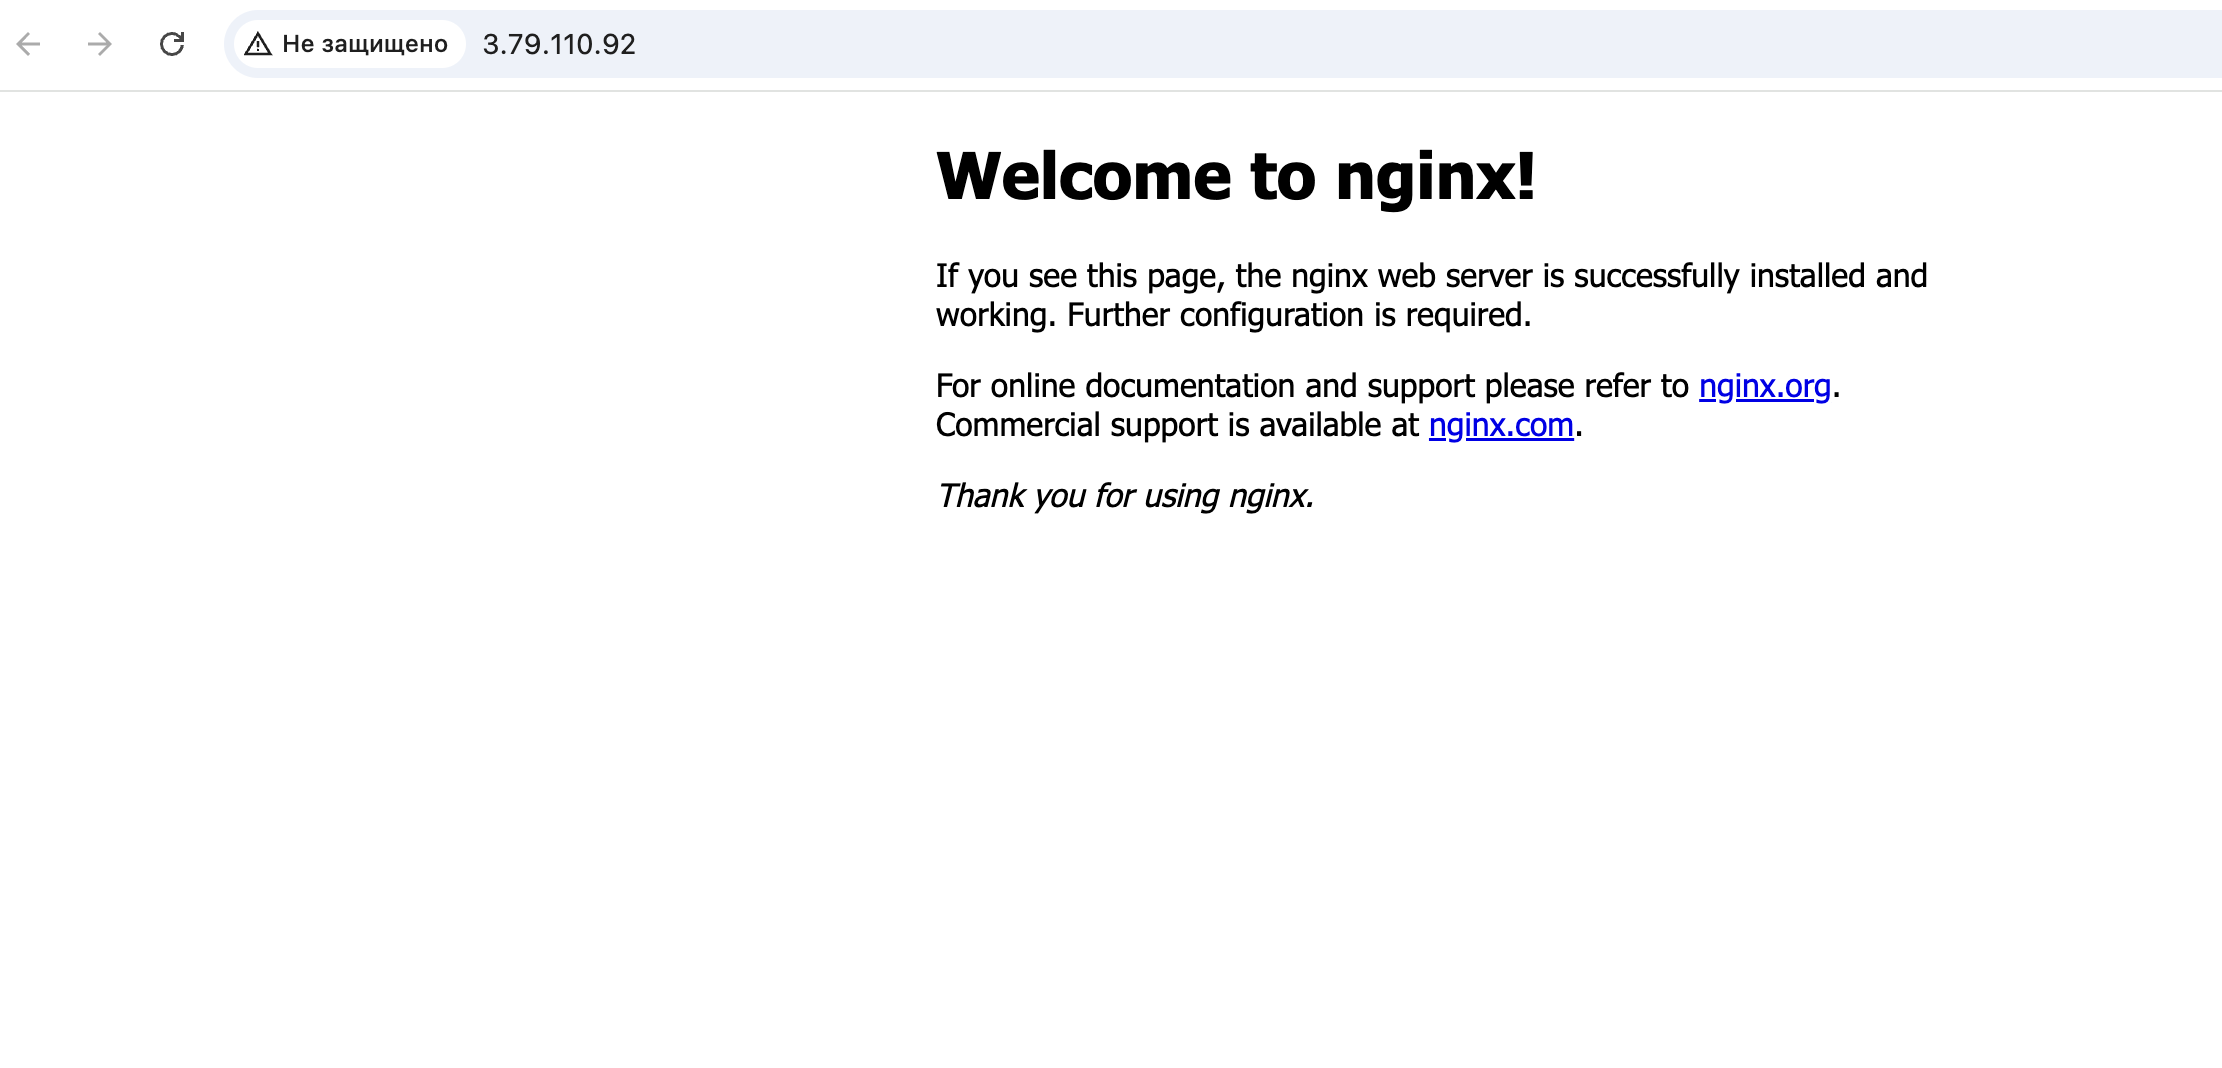 Не защищено 3.79.110.92
Welcome to nginx!
If you see this page, the nginx web server is successfully installed and
working. Further configuration is required.
For online documentation and support please refer to nginx.org.
Commercial support is available at nginx.com.
Thank you for using nginx.